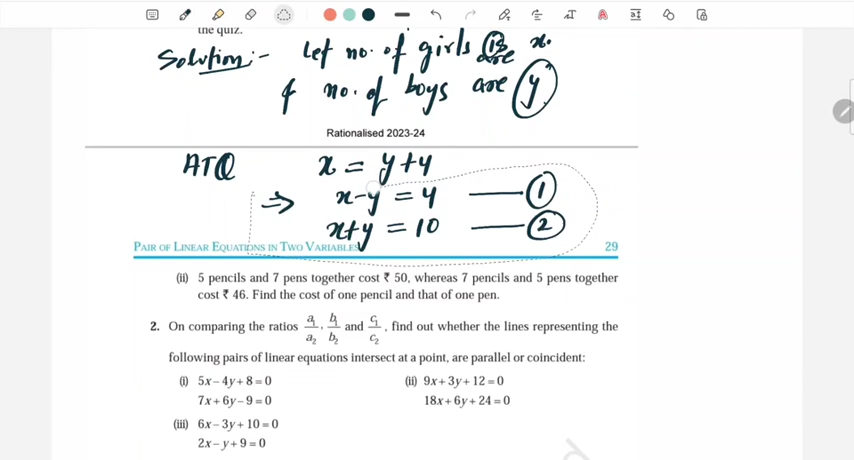 the quiz.
Solution:- Let no. of girls are x.
& no. of boys are y
Rationalised 2023-24
ATQ x = y+4
⇒ x-y = 4 —— ①
x+y = 10 —— ②
PAIR OF LINEAR EQUATIONS IN TWO VARIABLES 29
(ii) 5 pencils and 7 pens together cost ₹ 50, whereas 7 pencils and 5 pens together
cost ₹ 46. Find the cost of one pencil and that of one pen.
2. On comparing the ratios a₁/a₂, b₁/b₂ and c₁/c₂, find out whether the lines representing the
following pairs of linear equations intersect at a point, are parallel or coincident:
(i) 5x – 4y + 8 = 0 (ii) 9x + 3y + 12 = 0
7x + 6y – 9 = 0 18x + 6y + 24 = 0
(iii) 6x – 3y + 10 = 0
2x – y + 9 = 0